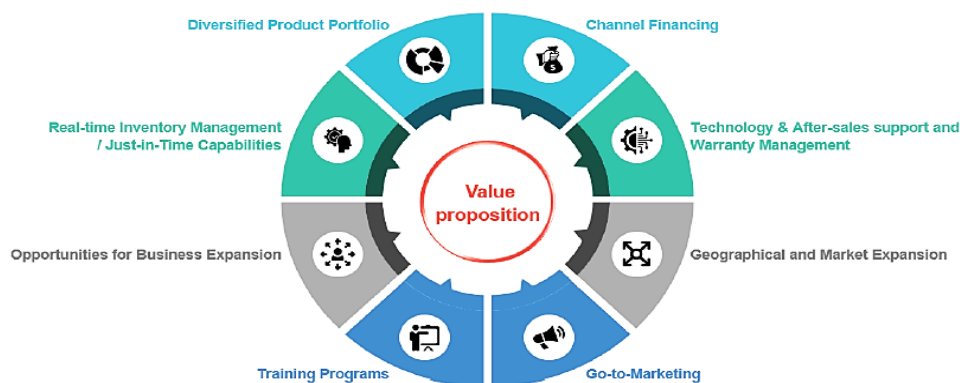 Diversified Product Portfolio
Channel Financing
Real-time Inventory Management
/ Just-in-Time Capabilities
Technology & After-sales support and
Warranty Management
Value
proposition
Opportunities for Business Expansion
Geographical and Market Expansion
Training Programs
Go-to-Marketing
$